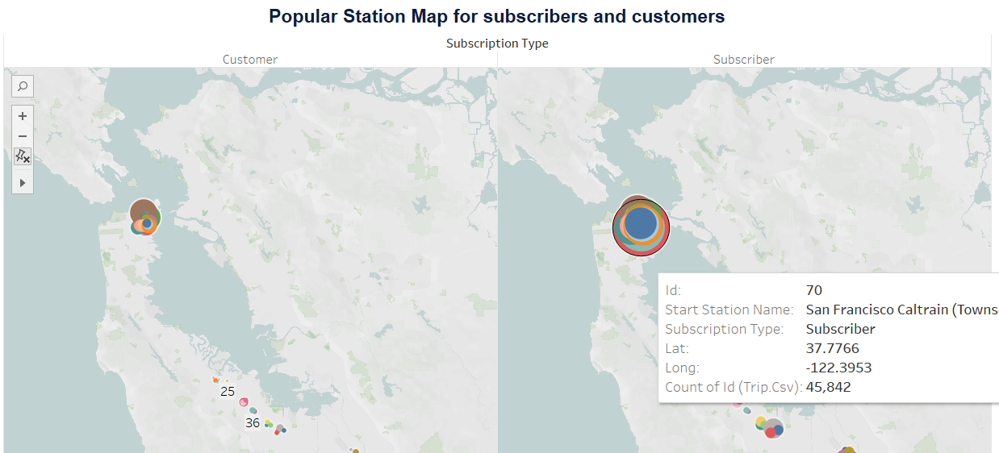 Popular Station Map for subscribers and customers
Subscription Type
Customer
Subscriber
25
36
Id: 70
Start Station Name: San Francisco Caltrain (Towns
Subscription Type: Subscriber
Lat: 37.7766
Long: -122.3953
Count of Id (Trip.Csv): 45,842